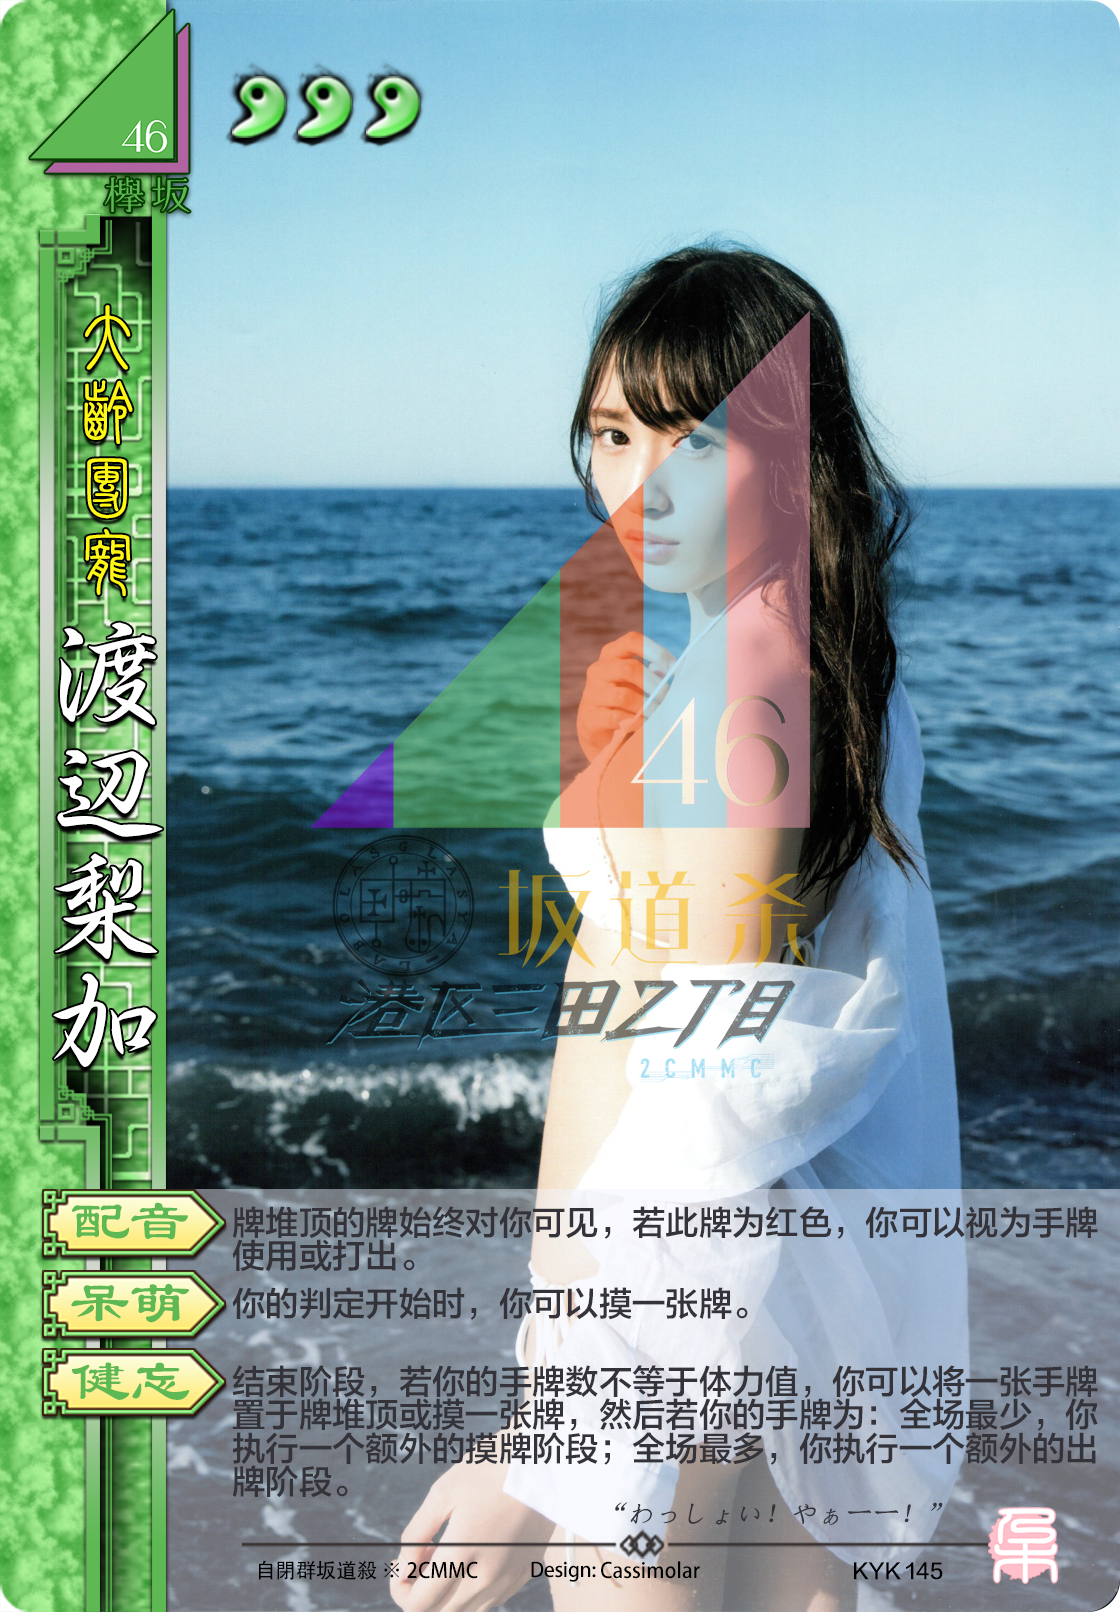 46
欅坂
大齡團寵
渡辺梨加
46
坂道杀
港区三田乙丁目
2CMMC
配音
牌堆顶的牌始终对你可见，若此牌为红色，你可以视为手牌
使用或打出。
呆萌
你的判定开始时，你可以摸一张牌。
健忘
结束阶段，若你的手牌数不等于体力值，你可以将一张手牌
置于牌堆顶或摸一张牌，然后若你的手牌为：全场最少，你
执行一个额外的摸牌阶段；全场最多，你执行一个额外的出
牌阶段。
“わっしょい！やぁーー！”
自閉群坂道殺 ※ 2CMMC
Design: Cassimolar
KYK 145